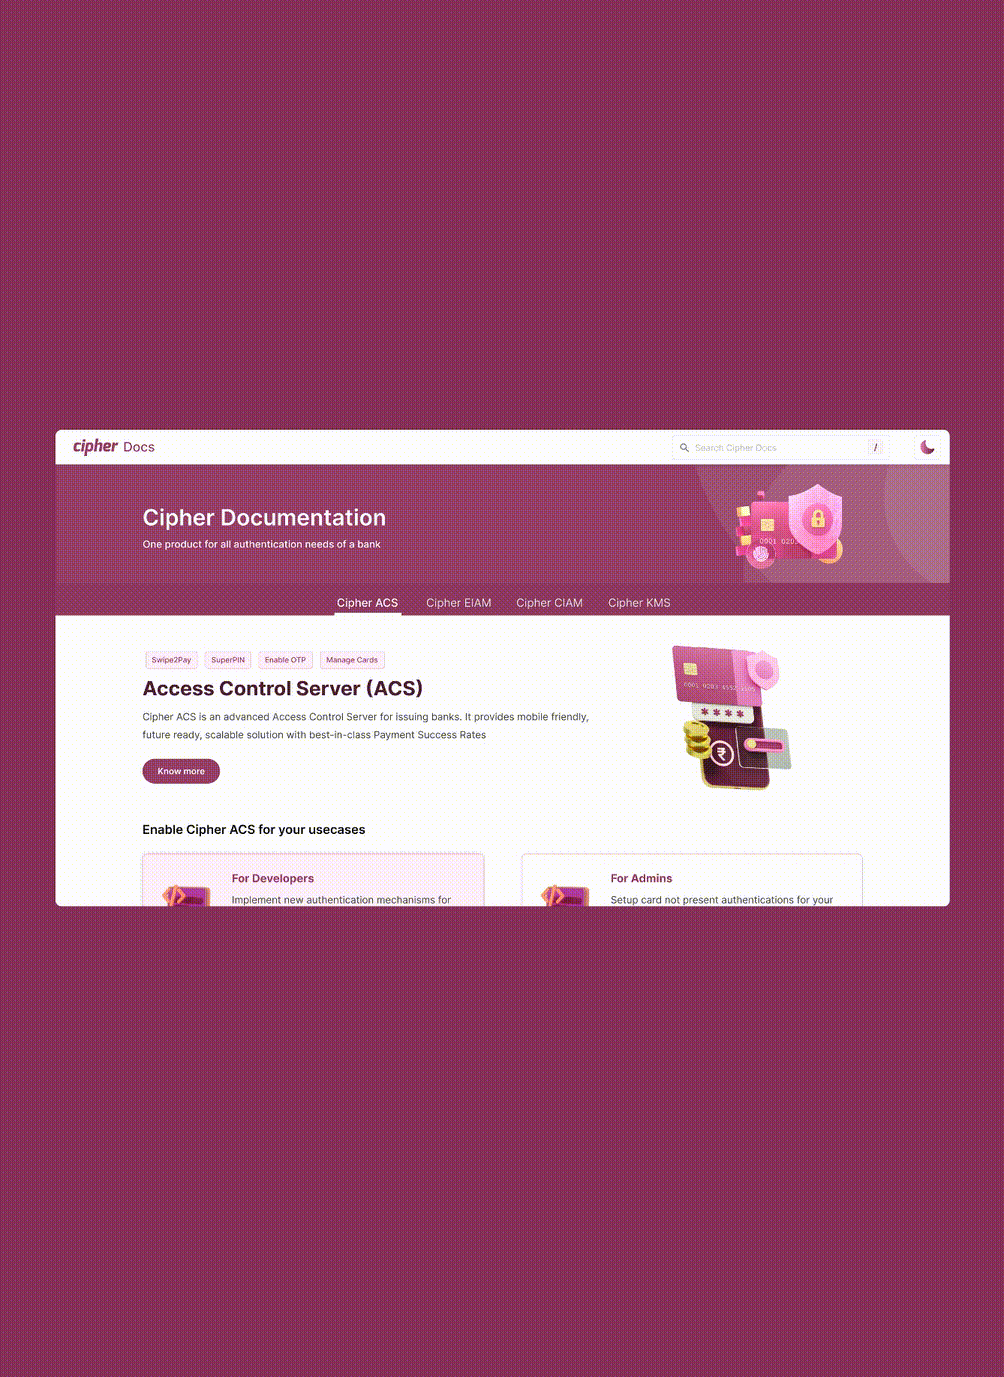 cipher Docs
Search Cipher Docs
/
Cipher Documentation
One product for all authentication needs of a bank
Cipher ACS
Cipher EIAM
Cipher CIAM
Cipher KMS
Swipe2Pay
SuperPIN
Enable OTP
Manage Cards
Access Control Server (ACS)
Cipher ACS is an advanced Access Control Server for issuing banks. It provides mobile friendly,
future ready, scalable solution with best-in-class Payment Success Rates
Know more
Enable Cipher ACS for your usecases
For Developers
Implement new authentication mechanisms for
For Admins
Setup card not present authentications for your